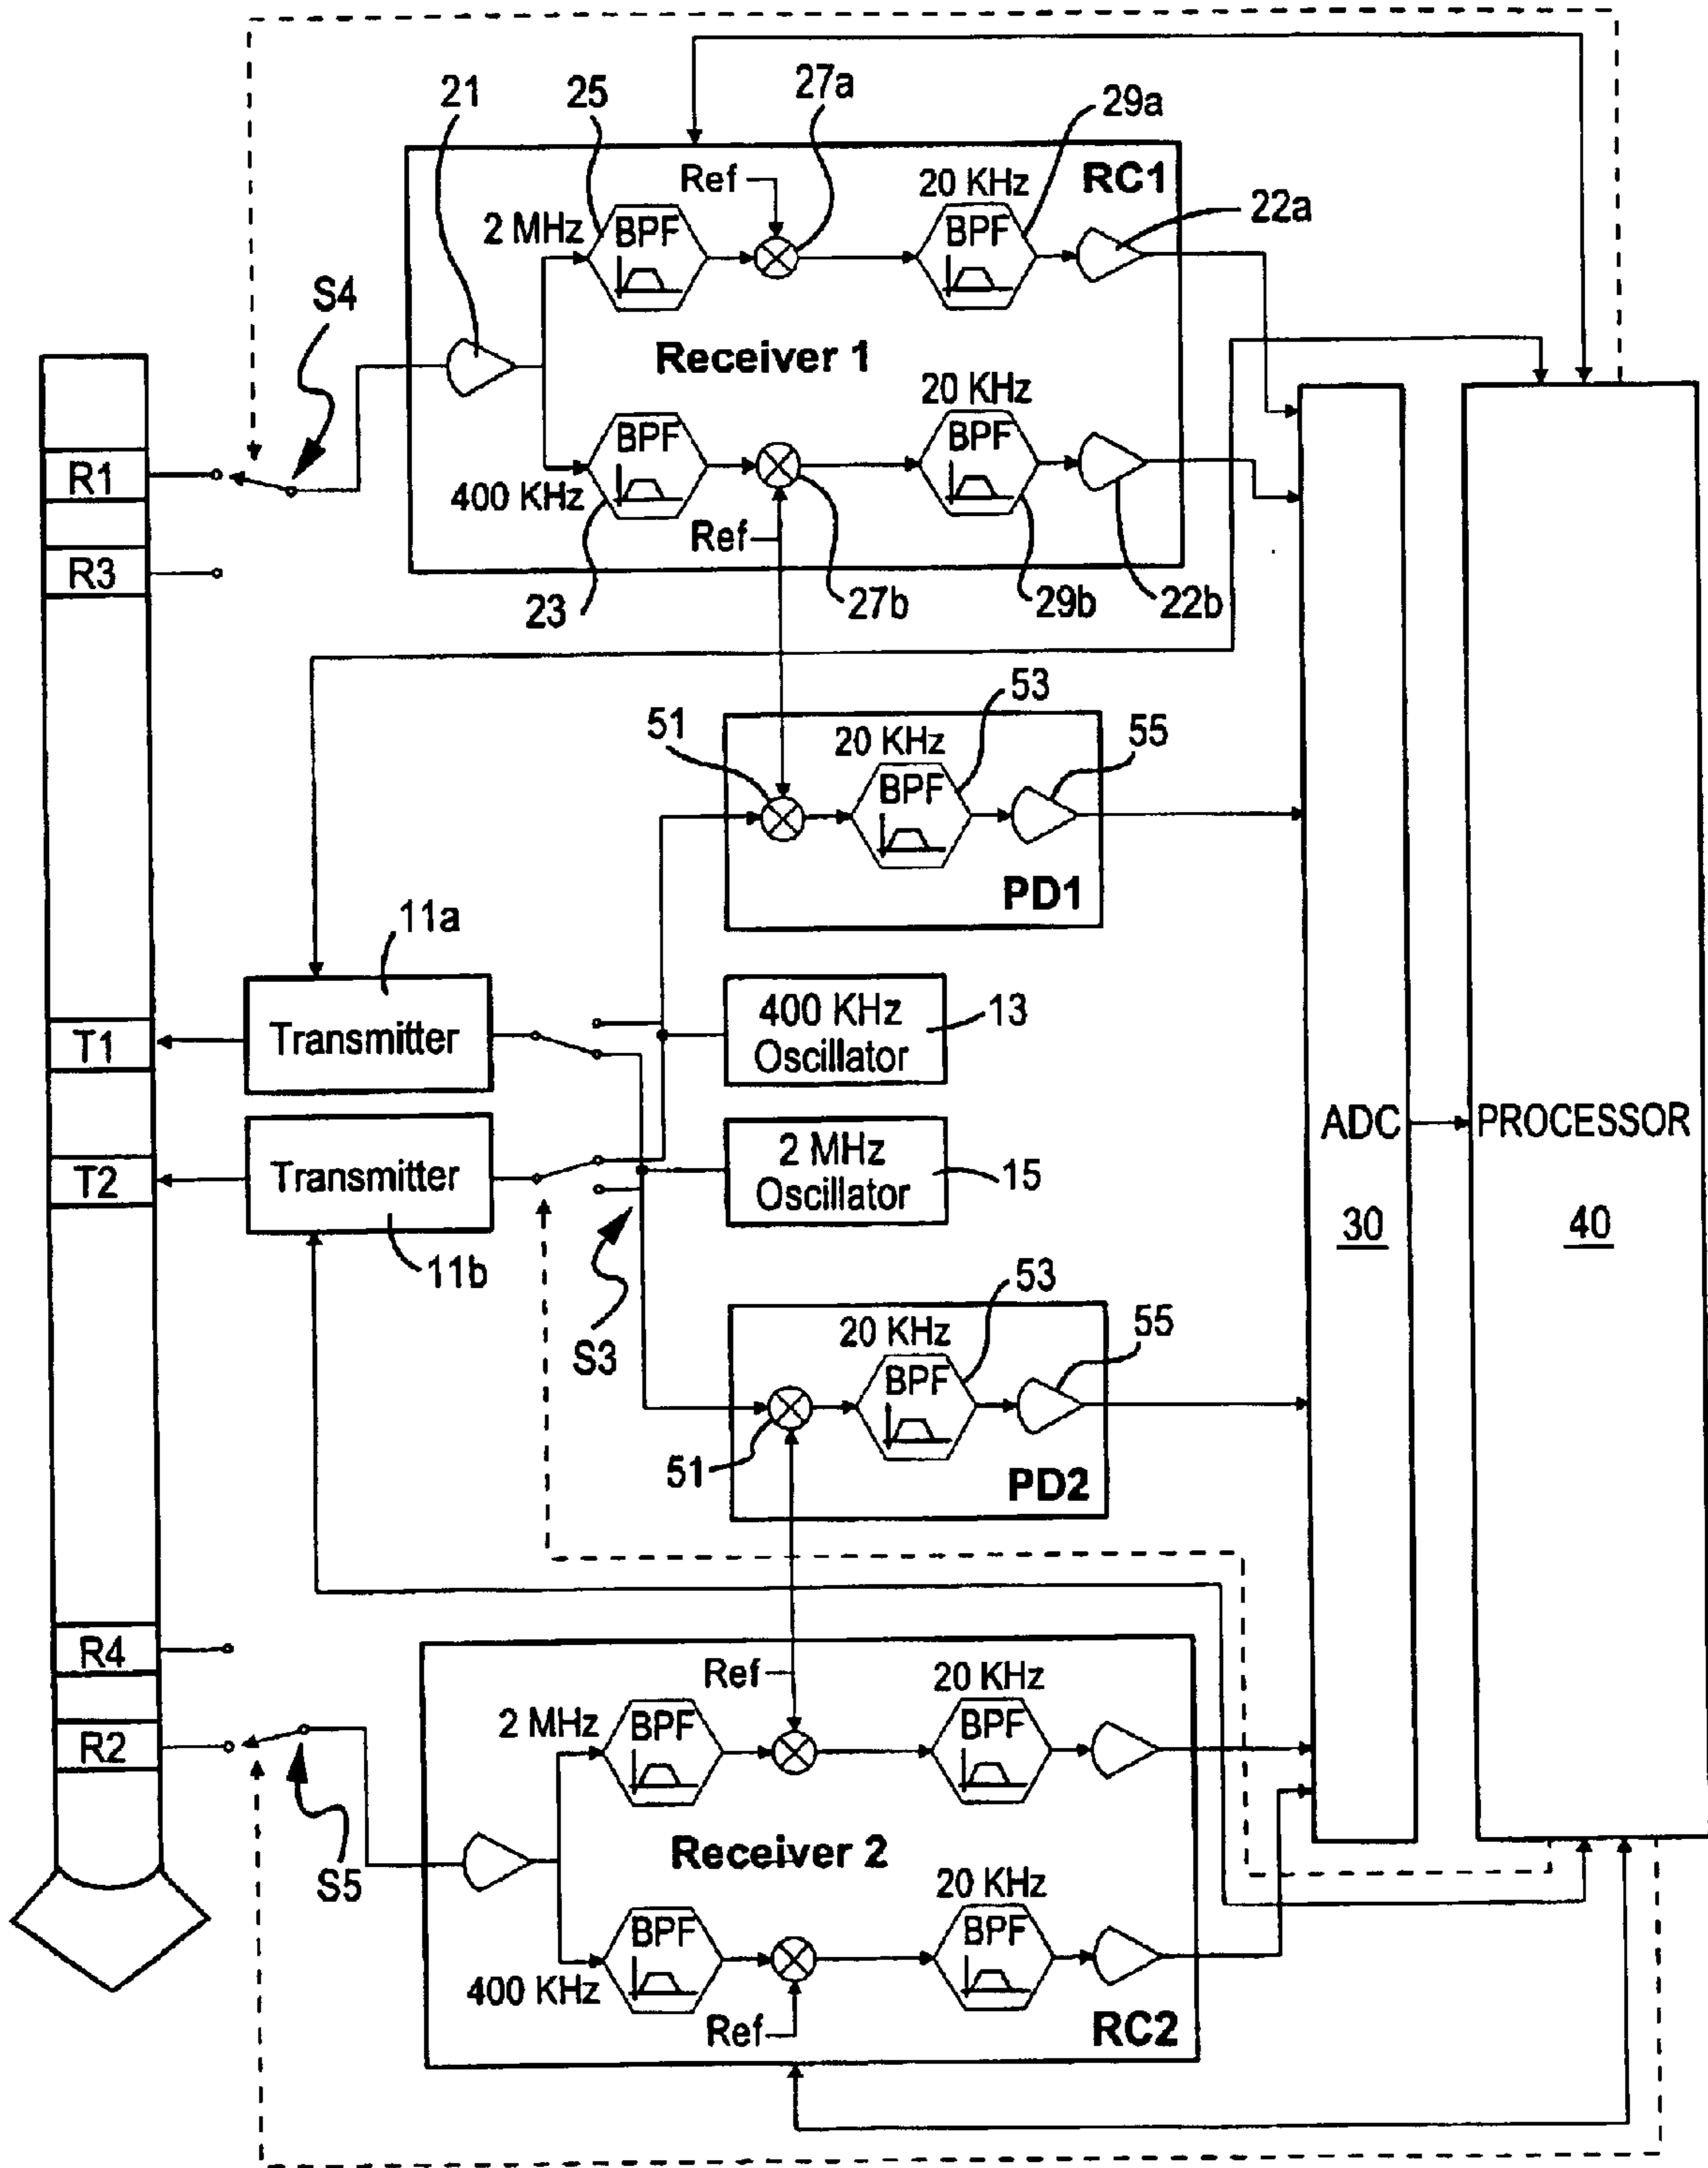 21
25
27a
29a
Ref
20 KHz
RC1
22a
2 MHz
BPF
BPF
S4
Receiver 1
20 KHz
BPF
BPF
R1
400 KHz
Ref
R3
23
27b
29b
22b
53
51
20 KHz
55
BPF
PD1
11a
400 KHz
Oscillator
13
T1
Transmitter
ADC
PROCESSOR
2 MHz
Oscillator
15
T2
Transmitter
30
40
11b
53
S3
20 KHz
55
BPF
51
PD2
R4
Ref
20 KHz
2 MHz
BPF
BPF
R2
Receiver 2
S5
20 KHz
BPF
BPF
400 KHz
Ref
RC2